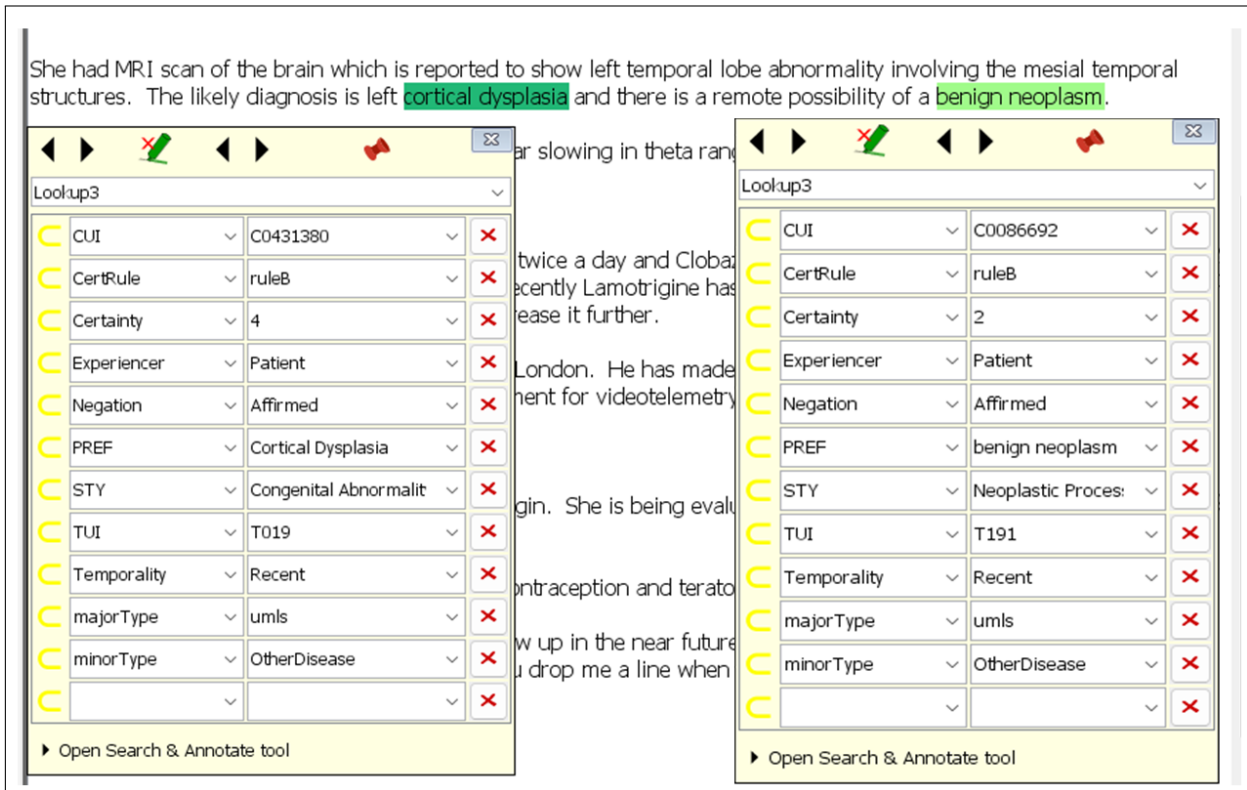 She had MRI scan of the brain which is reported to show left temporal lobe abnormality involving the mesial temporal
structures. The likely diagnosis is left cortical dysplasia and there is a remote possibility of a benign neoplasm.
Lookup3
CUI C0431380
CertRule ruleB
Certainty 4
Experiencer Patient
Negation Affirmed
PREF Cortical Dysplasia
STY Congenital Abnormalit
TUI T019
Temporality Recent
majorType umls
minorType OtherDisease
Open Search & Annotate tool
ar slowing in theta rang
twice a day and Clobaz
ecently Lamotrigine has
rease it further.
London. He has made
ment for videotelemetry
gin. She is being evalu
ontraception and terato
w up in the near future
u drop me a line when
Lookup3
CUI C0086692
CertRule ruleB
Certainty 2
Experiencer Patient
Negation Affirmed
PREF benign neoplasm
STY Neoplastic Proces
TUI T191
Temporality Recent
majorType umls
minorType OtherDisease
Open Search & Annotate tool